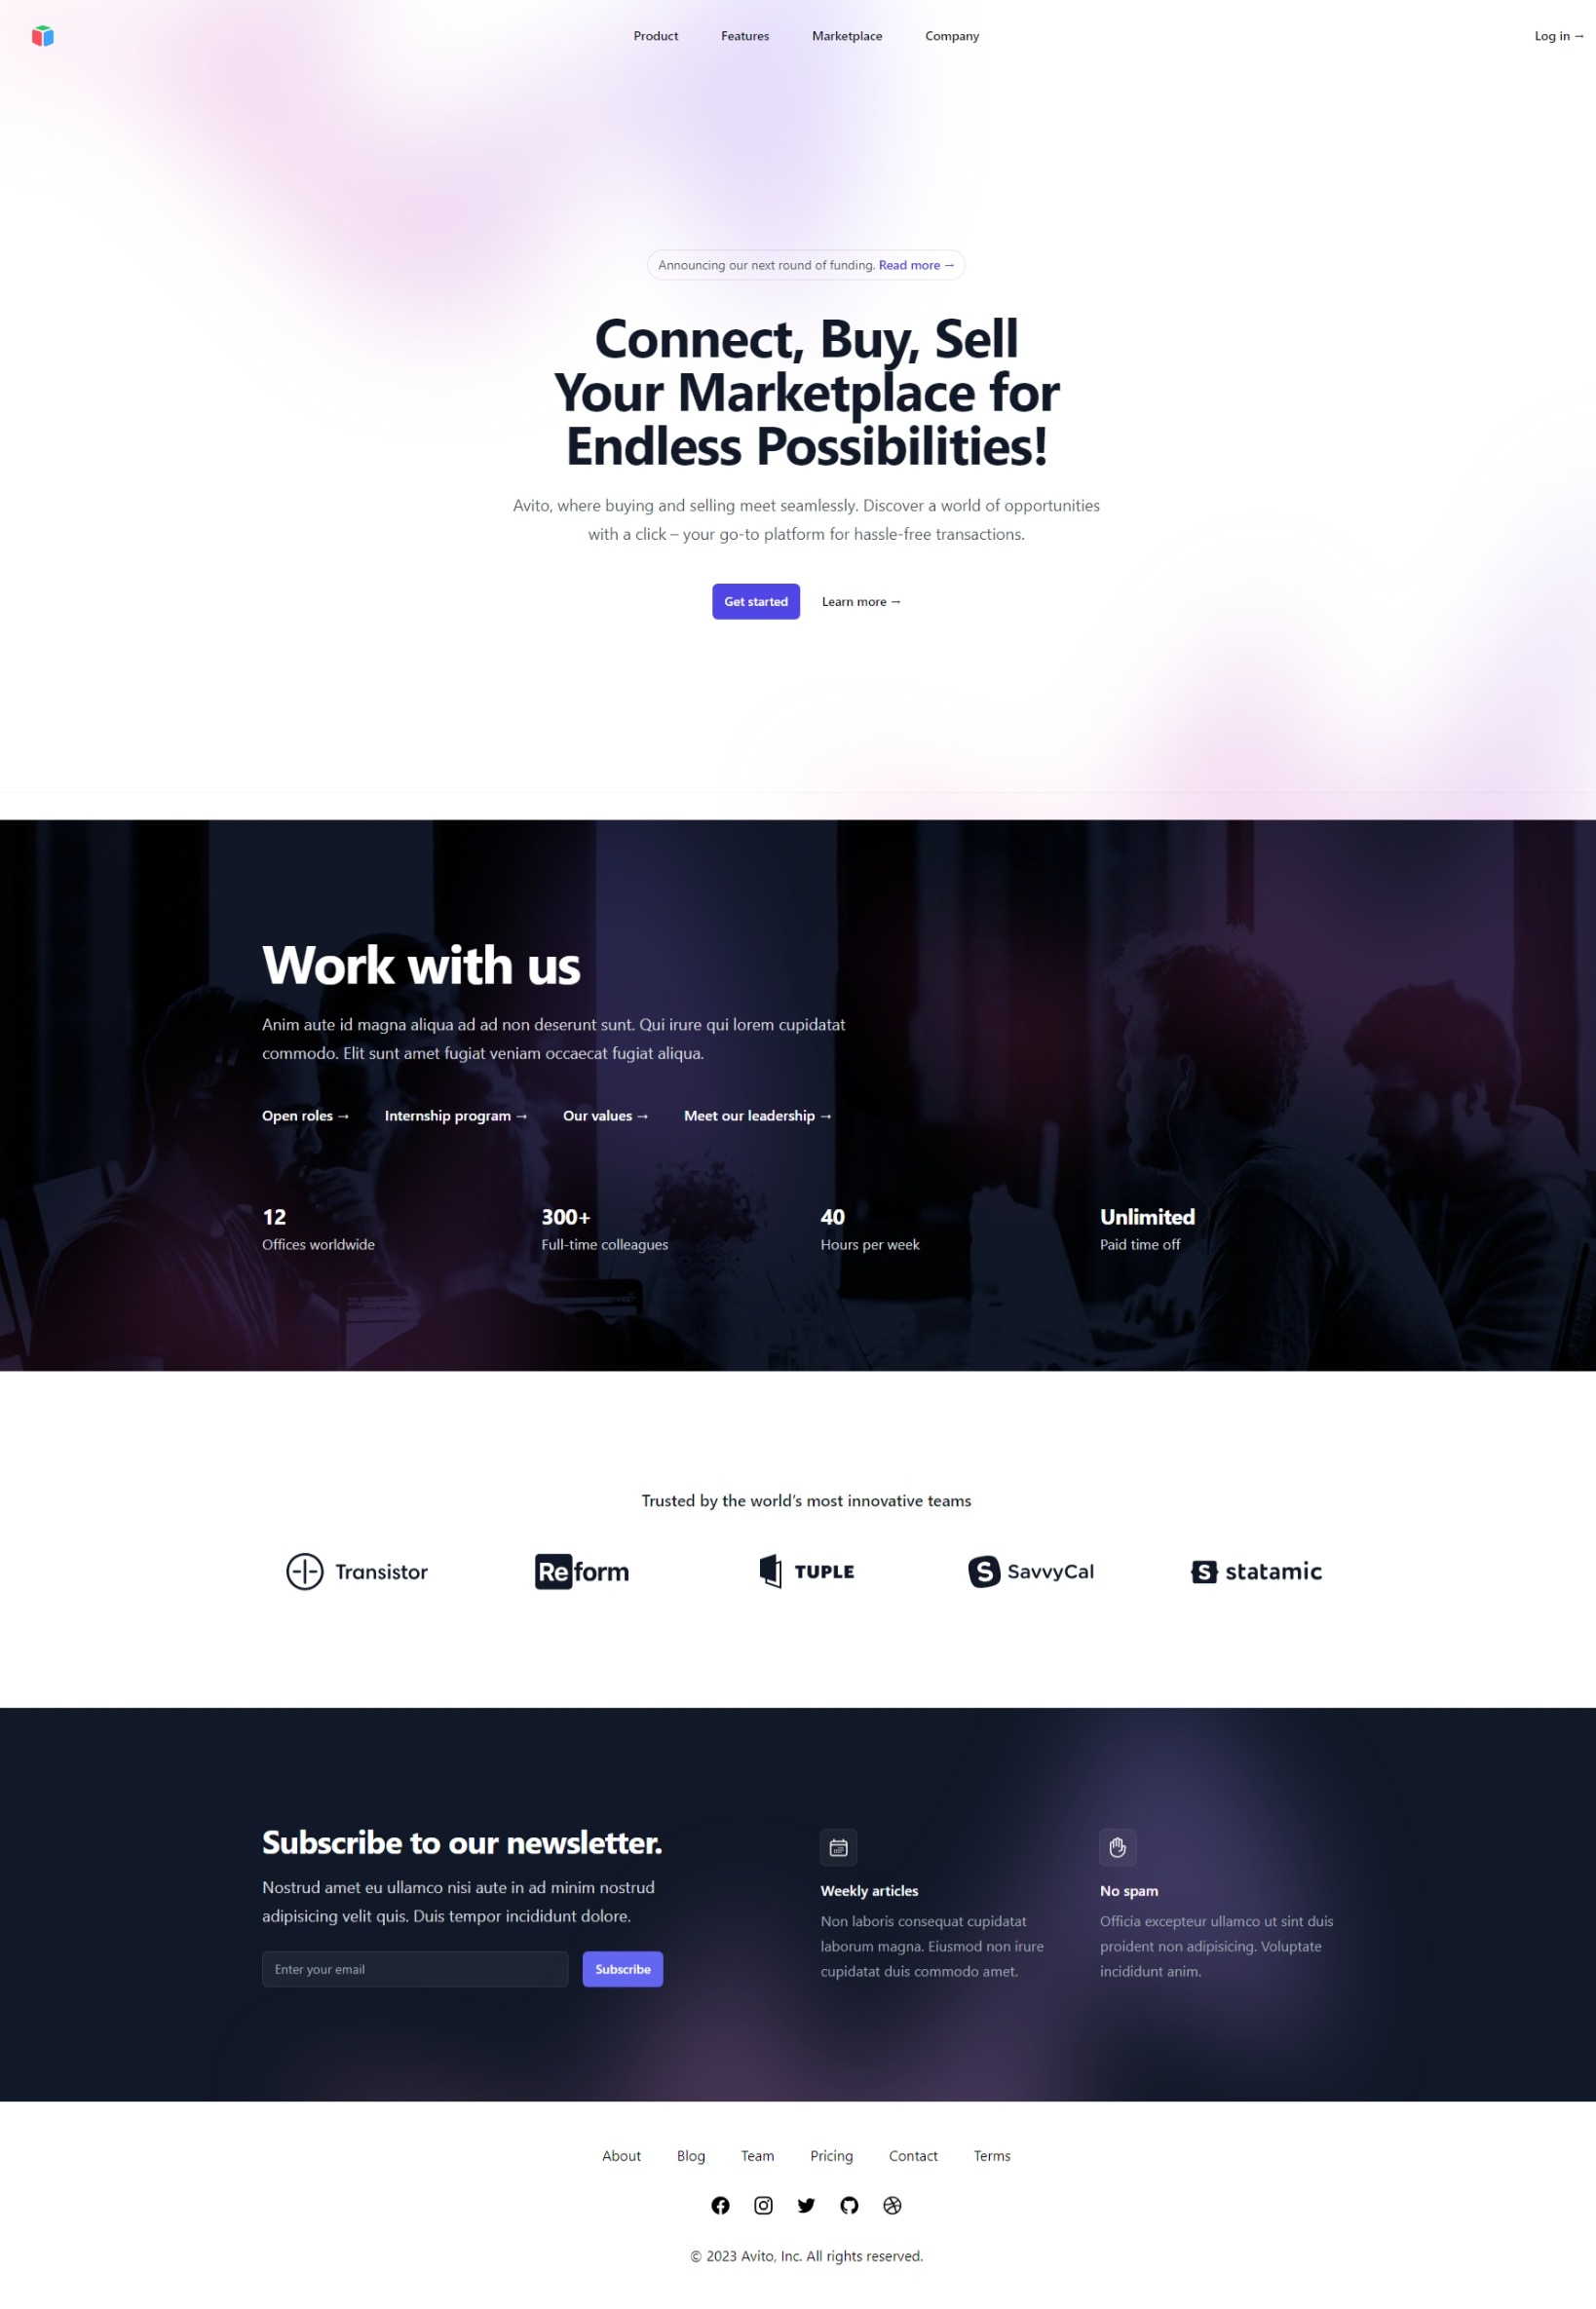 Product Features Marketplace Company Log in →
Announcing our next round of funding. Read more →
Connect, Buy, Sell
Your Marketplace for
Endless Possibilities!
Avito, where buying and selling meet seamlessly. Discover a world of opportunities
with a click – your go-to platform for hassle-free transactions.
Get started Learn more →
Work with us
Anim aute id magna aliqua ad ad non deserunt sunt. Qui irure qui lorem cupidatat
commodo. Elit sunt amet fugiat veniam occaecat fugiat aliqua.
Open roles → Internship program → Our values → Meet our leadership →
12 300+ 40 Unlimited
Offices worldwide Full-time colleagues Hours per week Paid time off
Trusted by the world’s most innovative teams
Transistor Reform TUPLE SavvyCal statamic
Subscribe to our newsletter.
Nostrud amet eu ullamco nisi aute in ad minim nostrud
adipisicing velit quis. Duis tempor incididunt dolore.
Enter your email Subscribe
Weekly articles
Non laboris consequat cupidatat
laborum magna. Eiusmod non irure
cupidatat duis commodo amet.
No spam
Officia excepteur ullamco ut sint duis
proident non adipisicing. Voluptate
incididunt anim.
About Blog Team Pricing Contact Terms
© 2023 Avito, Inc. All rights reserved.